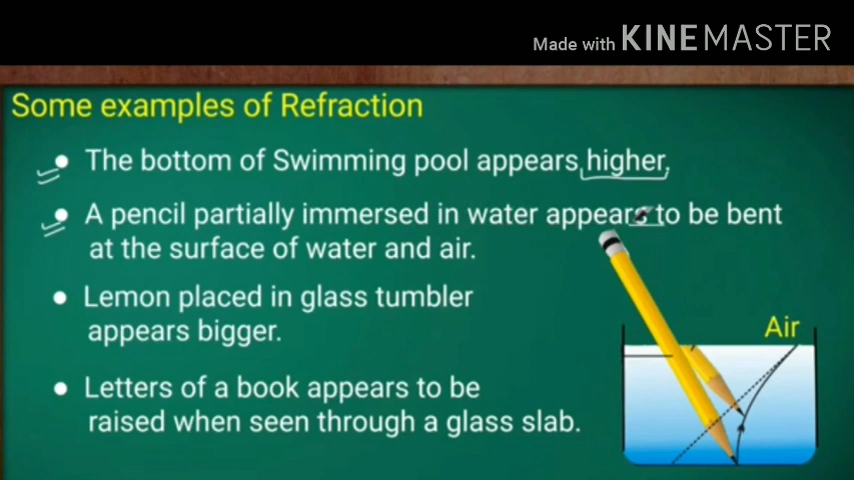 Made with KINEMASTER
Some examples of Refraction
The bottom of Swimming pool appears higher.
A pencil partially immersed in water appears to be bent
at the surface of water and air.
Lemon placed in glass tumbler
appears bigger.
Air
Letters of a book appears to be
raised when seen through a glass slab.